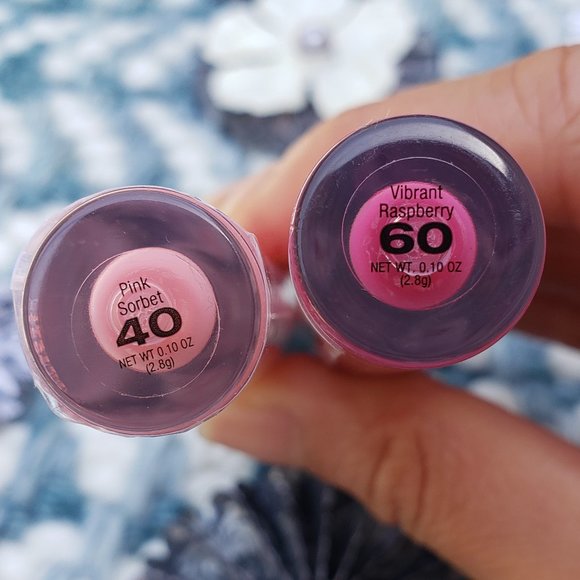 Pink
Sorbet
40
NET WT 0.10 OZ
(2.8g)
Vibrant
Raspberry
60
NET WT. 0.10 OZ
(2.8g)